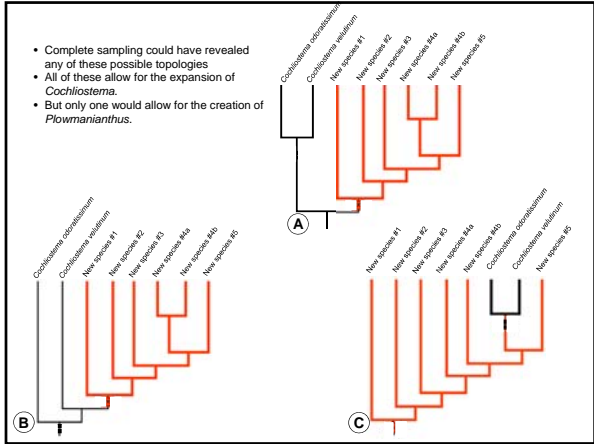 • Complete sampling could have revealed
any of these possible topologies
• All of these allow for the expansion of
Cochliostema.
• But only one would allow for the creation of
Plowmanianthus.
Cochliostema odoratissimum
Cochliostema velutinum
New species #1
New species #2
New species #3
New species #4a
New species #4b
New species #5
A
Cochliostema odoratissimum
Cochliostema velutinum
New species #1
New species #2
New species #3
New species #4a
New species #4b
New species #5
B
New species #1
New species #2
New species #3
New species #4a
New species #4b
Cochliostema odoratissimum
Cochliostema velutinum
New species #5
C